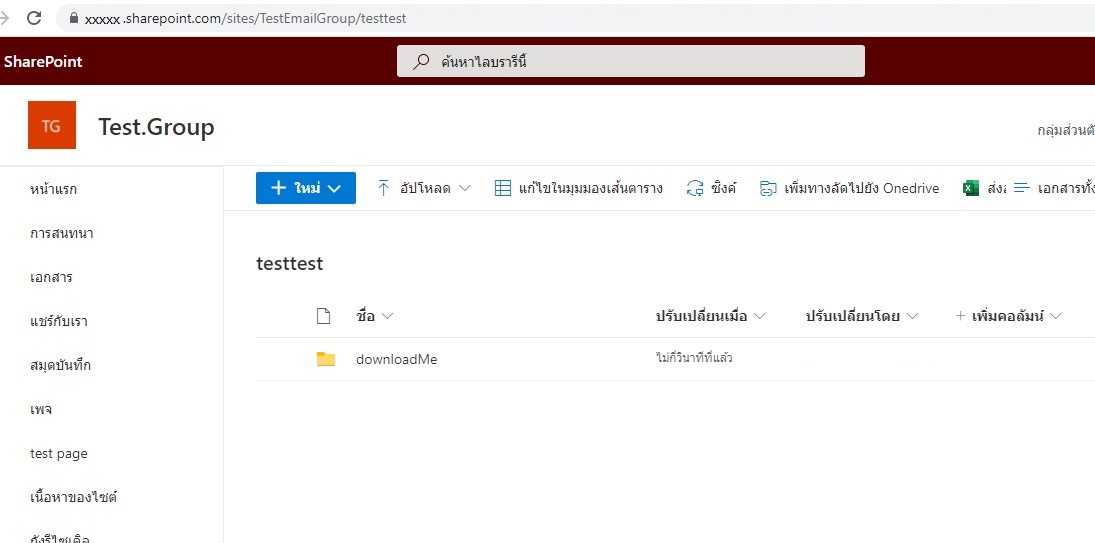 xxxxx .sharepoint.com/sites/TestEmailGroup/testtest
SharePoint
ค้นหาไลบรารีนี้
TG
Test.Group
กลุ่มส่วนตั
หน้าแรก
การสนทนา
เอกสาร
แชร์กับเรา
สมุดบันทึก
เพจ
test page
เนื้อหาของไซต์
ถังรีไซเคิล
+ ใหม่
อัปโหลด
แก้ไขในมุมมองเส้นตาราง
ซิงค์
เพิ่มทางลัดไปยัง Onedrive
ส่งอ
เอกสารทั้ง
testtest
ชื่อ
ปรับเปลี่ยนเมื่อ
ปรับเปลี่ยนโดย
+ เพิ่มคอลัมน์
downloadMe
ไม่กี่วินาทีที่แล้ว